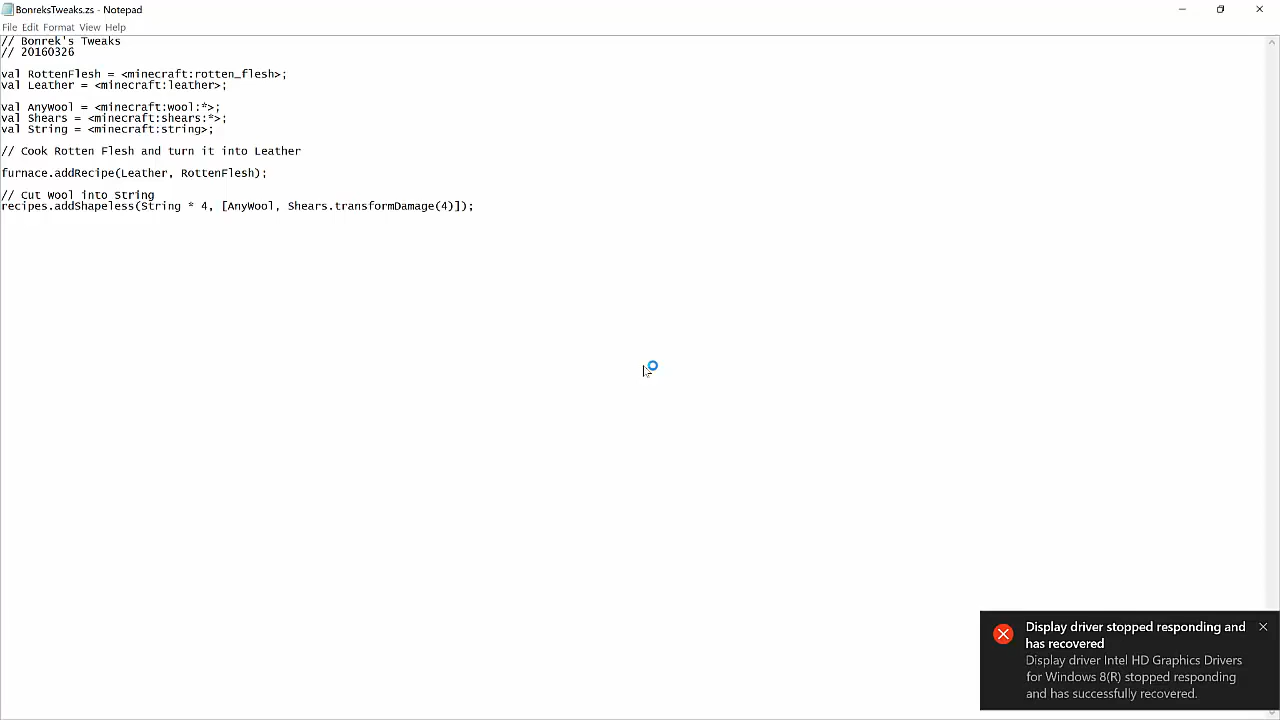 BonreksTweaks.zs - Notepad
File Edit Format View Help
// Bonrek's Tweaks
// 20160326
val RottenFlesh = <minecraft:rotten_flesh>;
val Leather = <minecraft:leather>;
val AnyWool = <minecraft:wool:*>;
val Shears = <minecraft:shears:*>;
val String = <minecraft:string>;
// Cook Rotten Flesh and turn it into Leather
furnace.addRecipe(Leather, RottenFlesh);
// Cut Wool into String
recipes.addShapeless(String * 4, [AnyWool, Shears.transformDamage(4)]);
Display driver stopped responding and
has recovered
Display driver Intel HD Graphics Drivers
for Windows 8(R) stopped responding
and has successfully recovered.